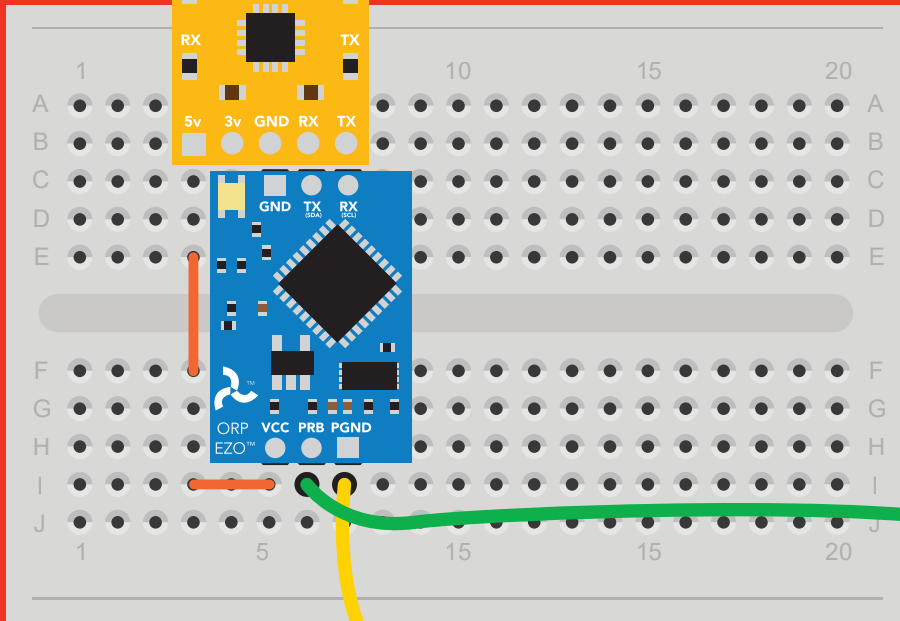 RX TX
1 10 15 20
A A
5v 3v GND RX TX
B B
C C
GND TX RX
(SDA) (SCL)
D D
E E
F F
™
G G
ORP VCC PRB PGND
H H
EZO™
I I
J J
1 5 15 15 20